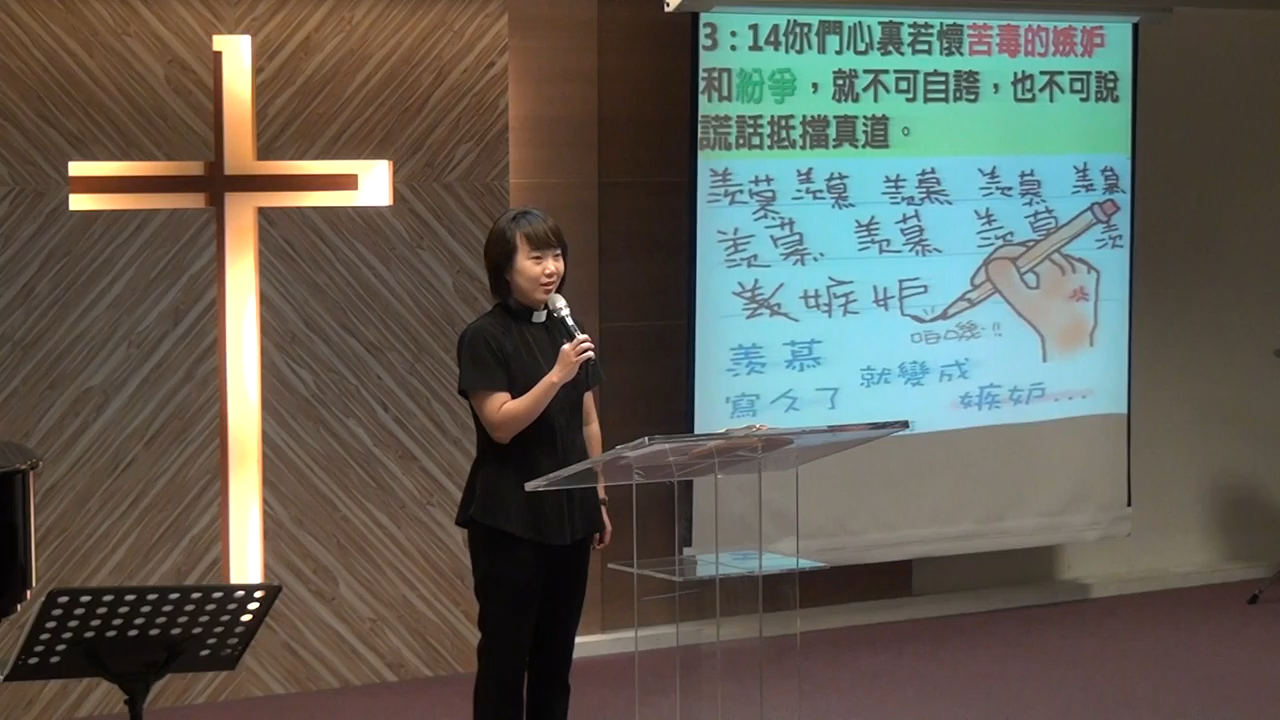 3：14你們心裏若懷苦毒的嫉妒
和紛爭，就不可自誇，也不可說
謊話抵擋真道。
羨慕 羨慕 羨慕 羨慕 羨慕
羨慕 羨慕 羨慕 羨
嫉妒
咱嘰!!
羨慕 就變成
寫久了 嫉妒...